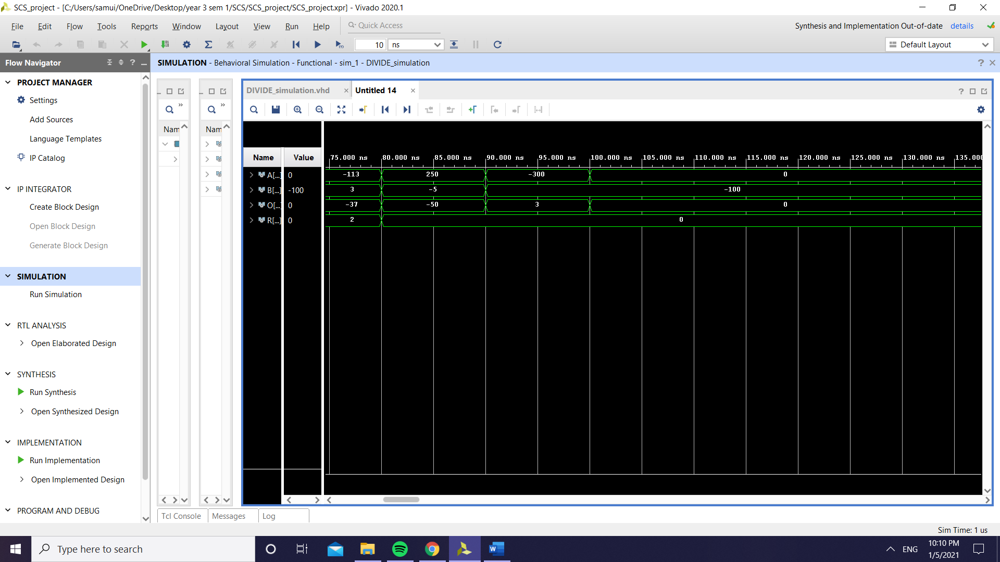 SCS_project - [C:/Users/samui/OneDrive/Desktop/year 3 sem 1/SCS/SCS_project/SCS_project.xpr] - Vivado 2020.1
File Edit Flow Tools Reports Window Layout View Run Help Quick Access
Synthesis and Implementation Out-of-date details
10 ns
Default Layout
Flow Navigator
SIMULATION - Behavioral Simulation - Functional - sim_1 - DIVIDE_simulation
PROJECT MANAGER
Settings
Add Sources
Language Templates
IP Catalog
IP INTEGRATOR
Create Block Design
Open Block Design
Generate Block Design
SIMULATION
Run Simulation
RTL ANALYSIS
Open Elaborated Design
SYNTHESIS
Run Synthesis
Open Synthesized Design
IMPLEMENTATION
Run Implementation
Open Implemented Design
PROGRAM AND DEBUG
Nam
Nam
DIVIDE_simulation.vhd Untitled 14
Name Value 75.000 ns 80.000 ns 85.000 ns 90.000 ns 95.000 ns 100.000 ns 105.000 ns 110.000 ns 115.000 ns 120.000 ns 125.000 ns 130.000 ns 135.000
A[...] 0 -113 250 -300 0
B[...] -100 3 -5 -100
O[...] 0 -37 -50 3 0
R[...] 0 2 0
Tcl Console Messages Log
Sim Time: 1 us
Type here to search
ENG
10:10 PM
1/5/2021